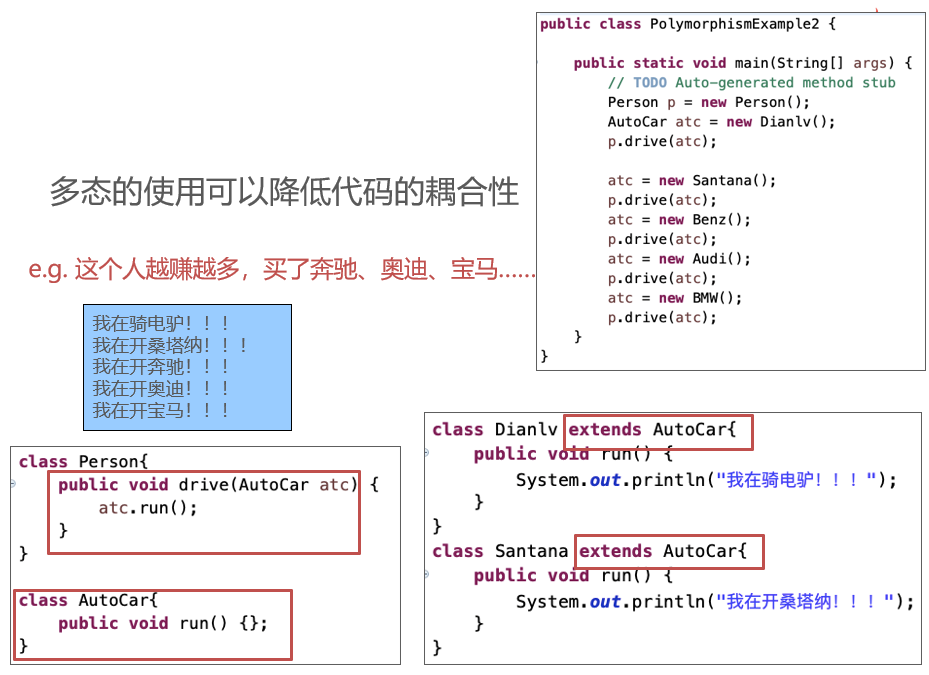 多态的使用可以降低代码的耦合性
e.g. 这个人越赚越多，买了奔驰、奥迪、宝马......
我在骑电驴！！！
我在开桑塔纳！！！
我在开奔驰！！！
我在开奥迪！！！
我在开宝马！！！
public class PolymorphismExample2 {
public static void main(String[] args) {
// TODO Auto-generated method stub
Person p = new Person();
AutoCar atc = new Dianlv();
p.drive(atc);
atc = new Santana();
p.drive(atc);
atc = new Benz();
p.drive(atc);
atc = new Audi();
p.drive(atc);
atc = new BMW();
p.drive(atc);
}
}
class Person{
public void drive(AutoCar atc) {
atc.run();
}
}
class AutoCar{
public void run() {};
}
class Dianlv extends AutoCar{
public void run() {
System.out.println("我在骑电驴！！！");
}
}
class Santana extends AutoCar{
public void run() {
System.out.println("我在开桑塔纳！！！");
}
}